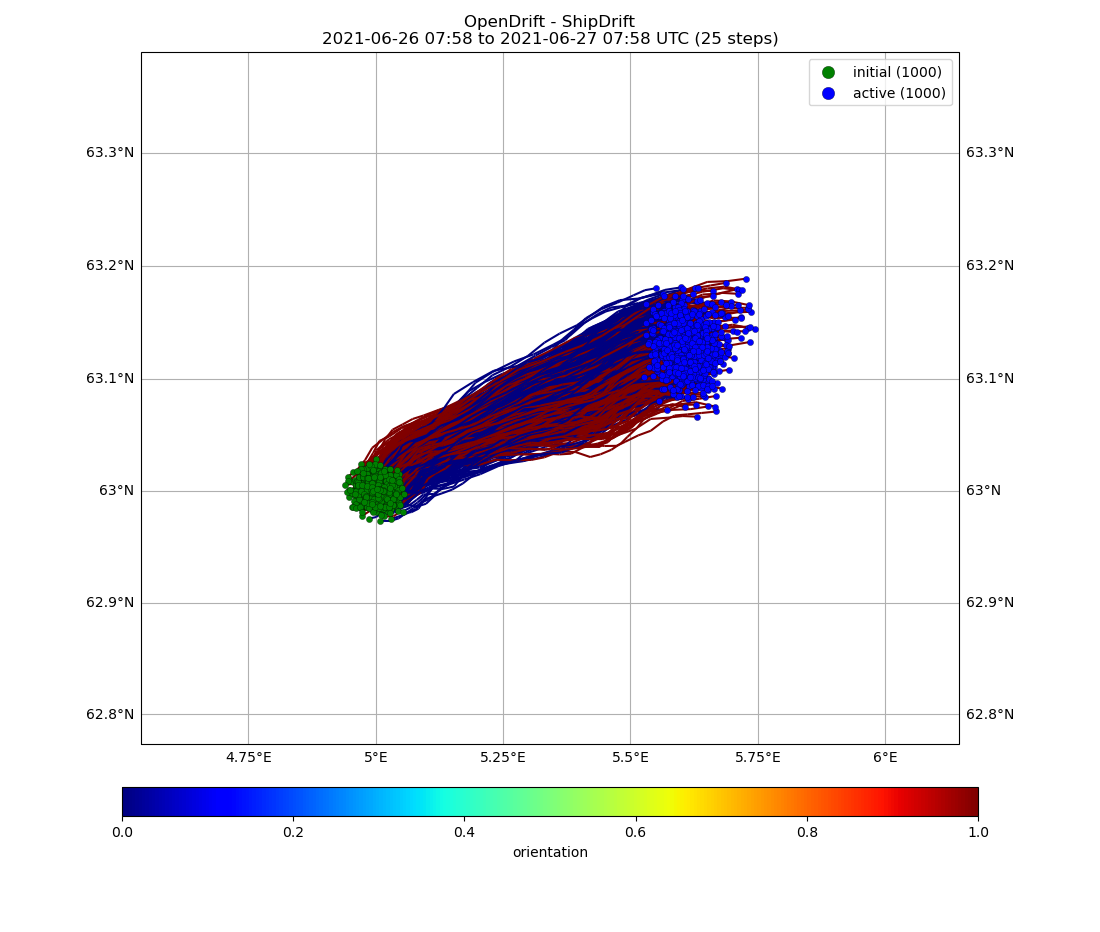 OpenDrift - ShipDrift
2021-06-26 07:58 to 2021-06-27 07:58 UTC (25 steps)
initial (1000)
active (1000)
63.3°N 63.3°N
63.2°N 63.2°N
63.1°N 63.1°N
63°N 63°N
62.9°N 62.9°N
62.8°N 62.8°N
4.75°E 5°E 5.25°E 5.5°E 5.75°E 6°E
0.0 0.2 0.4 0.6 0.8 1.0
orientation